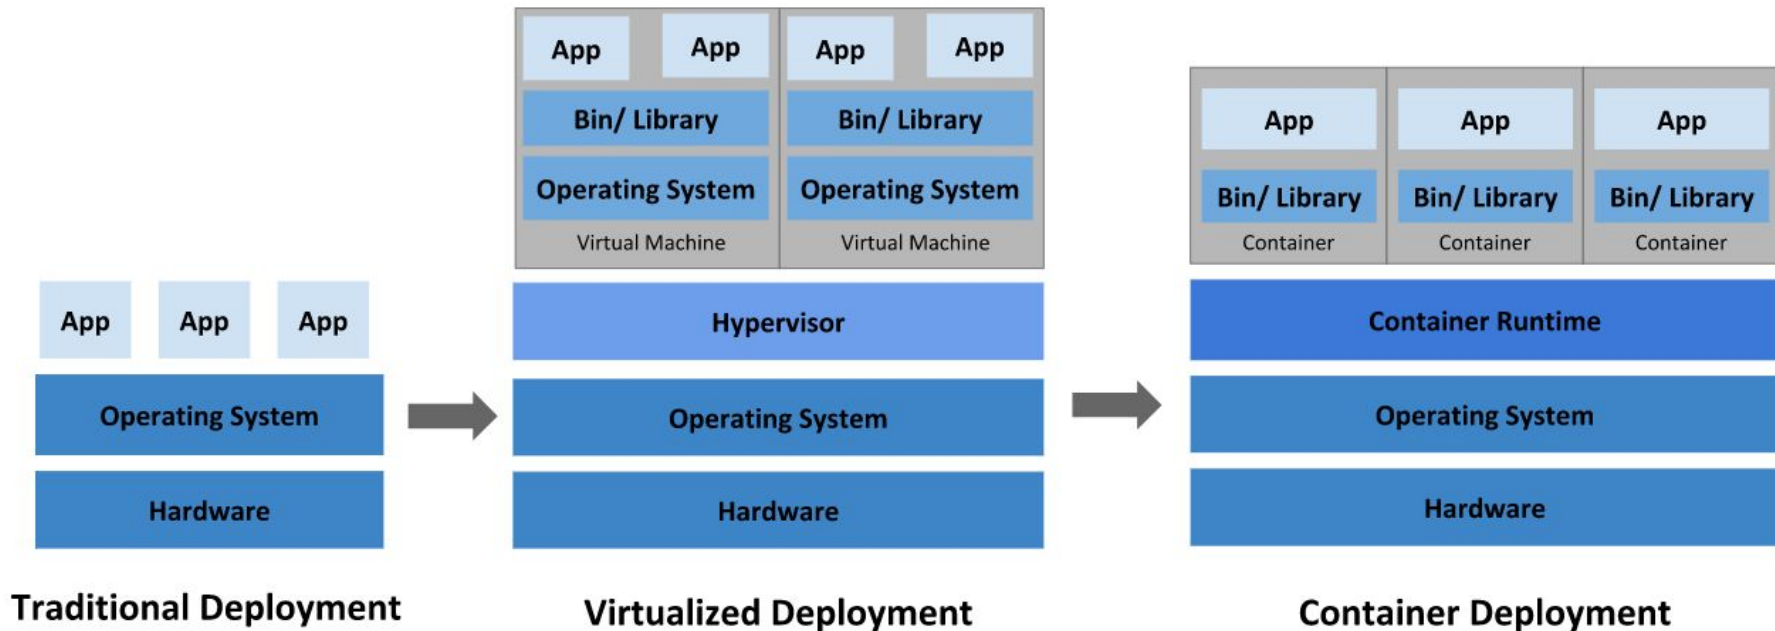 App
App
App
Operating System
Hardware
Traditional Deployment
App
App
Bin/ Library
Operating System
Virtual Machine
App
App
Bin/ Library
Operating System
Virtual Machine
Hypervisor
Operating System
Hardware
Virtualized Deployment
App
Bin/ Library
Container
App
Bin/ Library
Container
App
Bin/ Library
Container
Container Runtime
Operating System
Hardware
Container Deployment